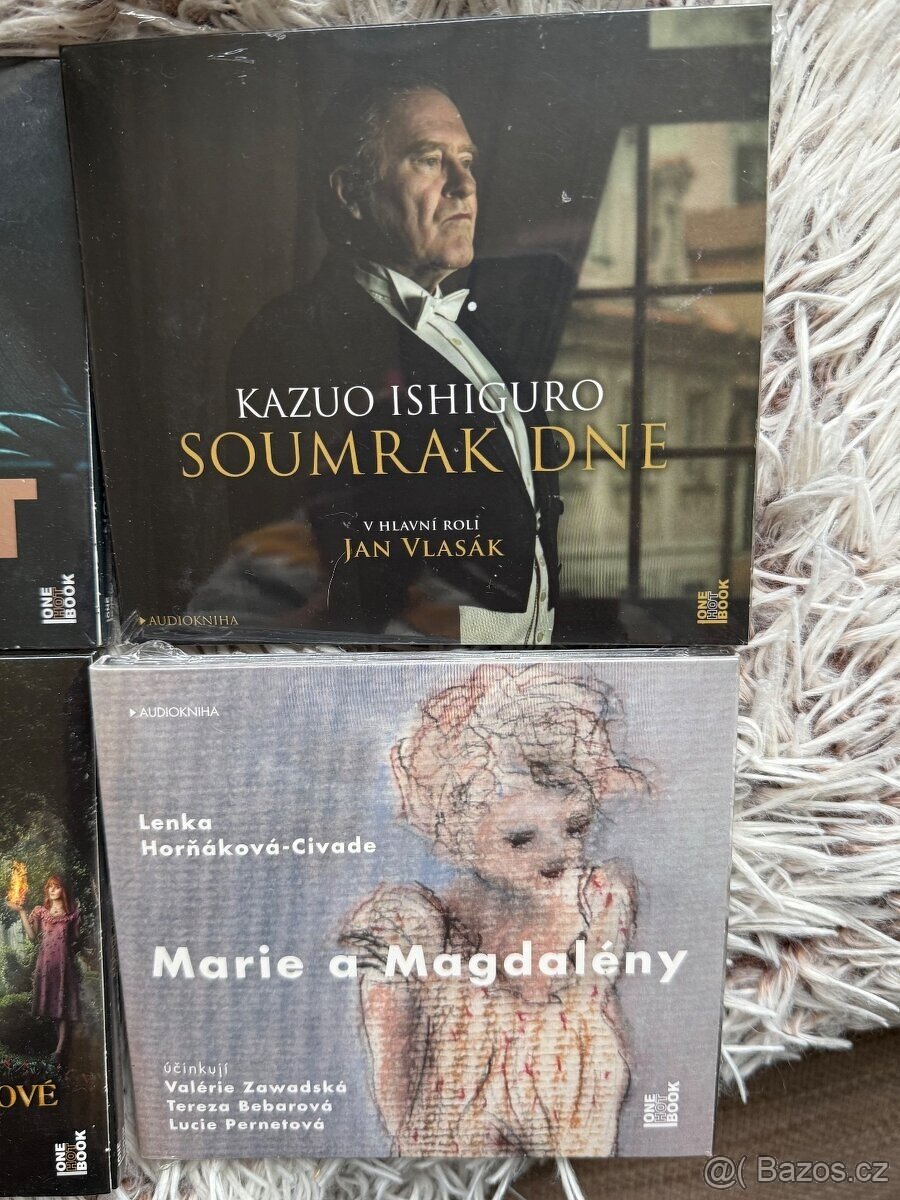 KAZUO ISHIGURO
SOUMRAK DNE
V HLAVNÍ ROLI
JAN VLASÁK
AUDIOKNIHA
ONE
HOT
BOOK
T
ONE
HOT
BOOK
AUDIOKNIHA
Lenka
Horňáková-Civade
Marie a Magdalény
účinkují
Valérie Zawadská
Tereza Bebarová
Lucie Pernetová
ONE
HOT
BOOK
OVÉ
ONE
HOT
BOOK
@( Bazos.cz